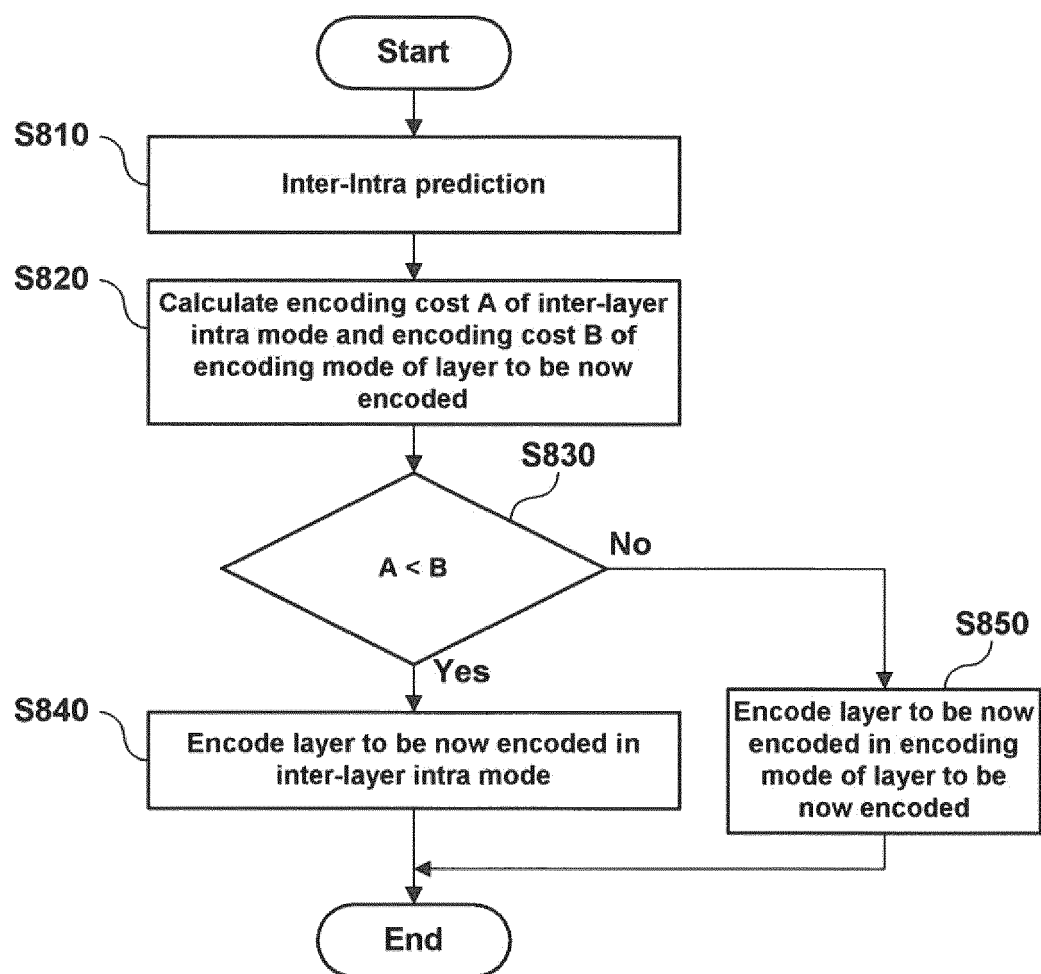 Start
S810
Inter-Intra prediction
S820
Calculate encoding cost A of inter-layer
intra mode and encoding cost B of
encoding mode of layer to be now
encoded
S830
A < B
No
Yes
S850
S840
Encode layer to be now encoded in
inter-layer intra mode
Encode layer to be now
encoded in encoding
mode of layer to be
now encoded
End